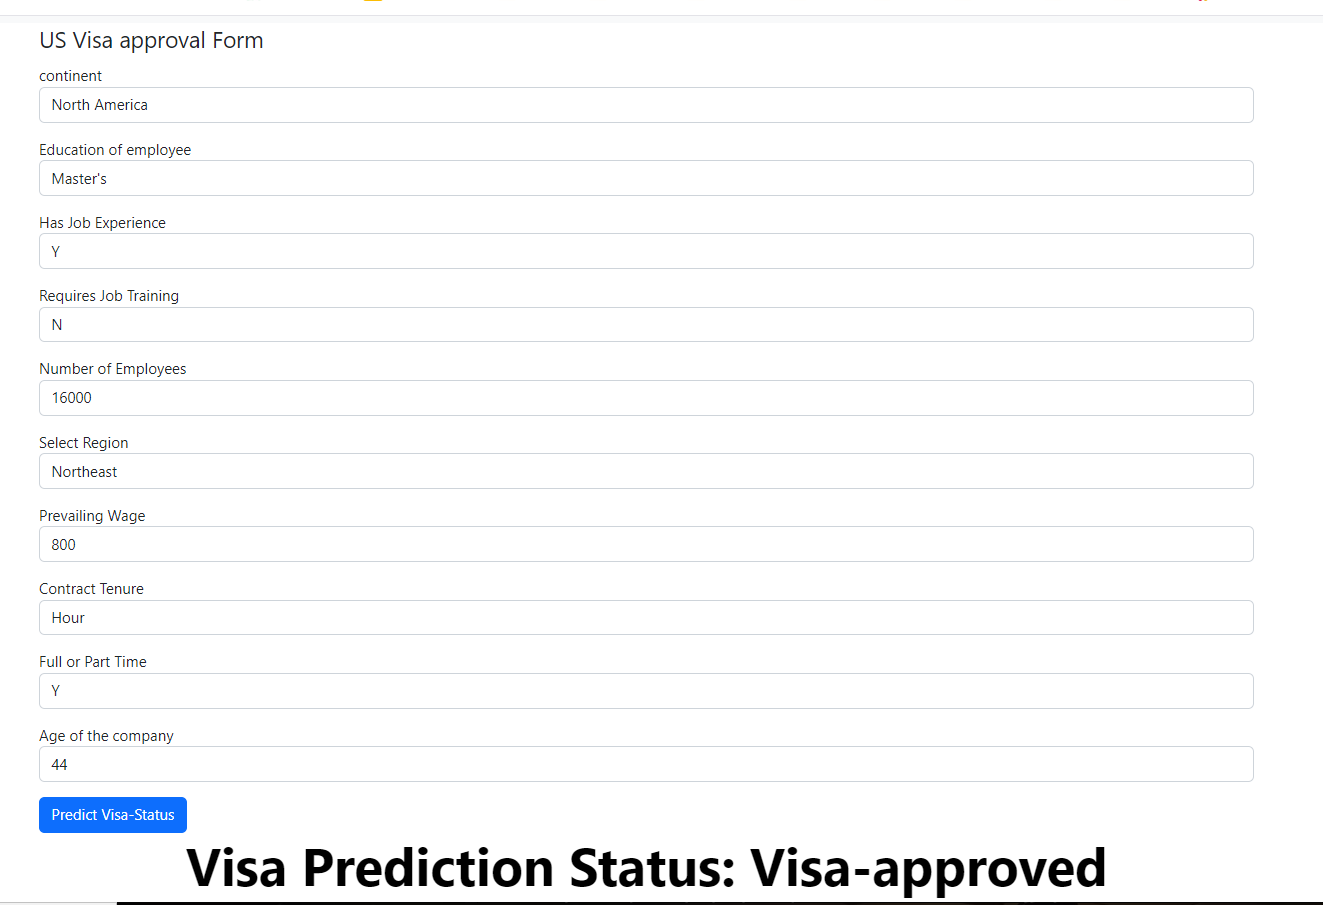 US Visa approval Form
continent
North America
Education of employee
Master's
Has Job Experience
Y
Requires Job Training
N
Number of Employees
16000
Select Region
Northeast
Prevailing Wage
800
Contract Tenure
Hour
Full or Part Time
Y
Age of the company
44
Predict Visa-Status
Visa Prediction Status: Visa-approved